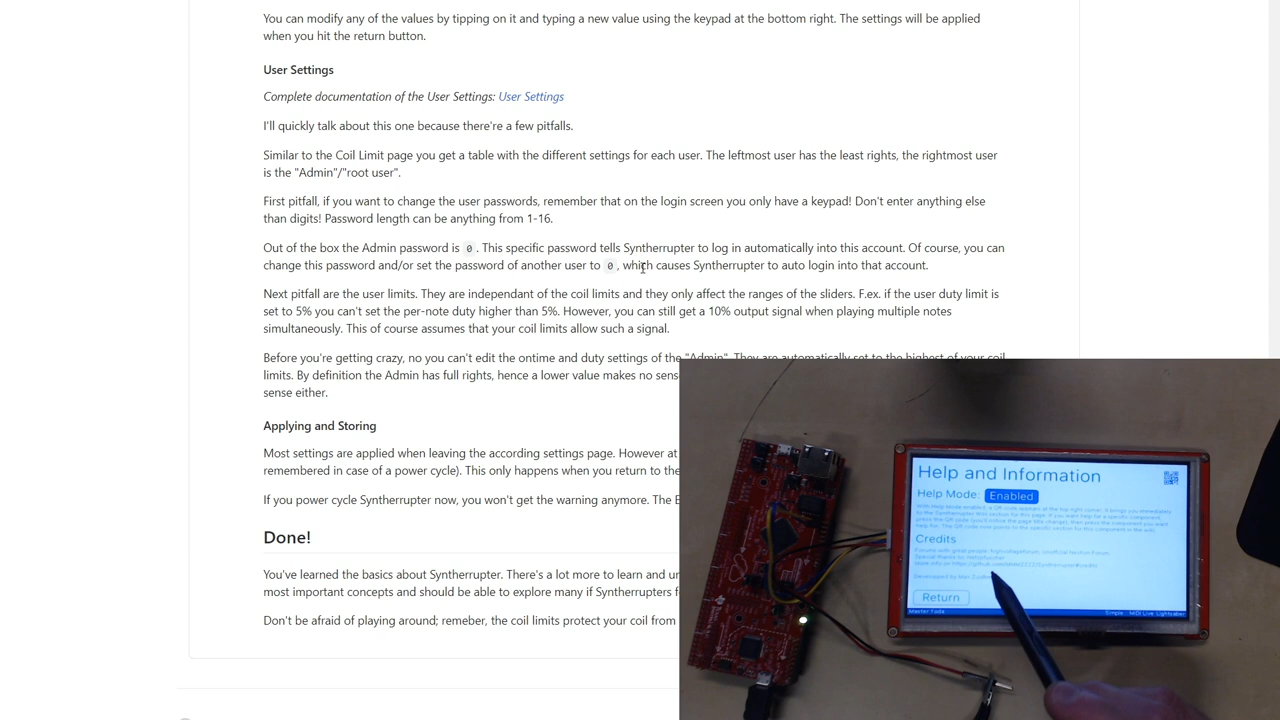 You can modify any of the values by tipping on it and typing a new value using the keypad at the bottom right. The settings will be applied
when you hit the return button.
User Settings
Complete documentation of the User Settings: User Settings
I'll quickly talk about this one because there're a few pitfalls.
Similar to the Coil Limit page you get a table with the different settings for each user. The leftmost user has the least rights, the rightmost user
is the "Admin"/"root user".
First pitfall, if you want to change the user passwords, remember that on the login screen you only have a keypad! Don't enter anything else
than digits! Password length can be anything from 1-16.
Out of the box the Admin password is 0 . This specific password tells Syntherrupter to log in automatically into this account. Of course, you can
change this password and/or set the password of another user to 0 , which causes Syntherrupter to auto login into that account.
Next pitfall are the user limits. They are independant of the coil limits and they only affect the ranges of the sliders. F.ex. if the user duty limit is
set to 5% you can't set the per-note duty higher than 5%. However, you can still get a 10% output signal when playing multiple notes
simultaneously. This of course assumes that your coil limits allow such a signal.
Before you're getting crazy, no you can't edit the ontime and duty settings of the "Admin". They are automatically set to the highest of your coil
limits. By definition the Admin has full rights, hence a lower value makes no sens
sense either.
Applying and Storing
Most settings are applied when leaving the according settings page. However at
remembered in case of a power cycle). This only happens when you return to the
If you power cycle Syntherrupter now, you won't get the warning anymore. The E
Done!
You've learned the basics about Syntherrupter. There's a lot more to learn and un
most important concepts and should be able to explore many if Syntherrupters f
Don't be afraid of playing around; remeber, the coil limits protect your coil from
Help and Information
Help Mode: Enabled
Credits
Return
Master Todo
Simple MIDI Live Lightsaber